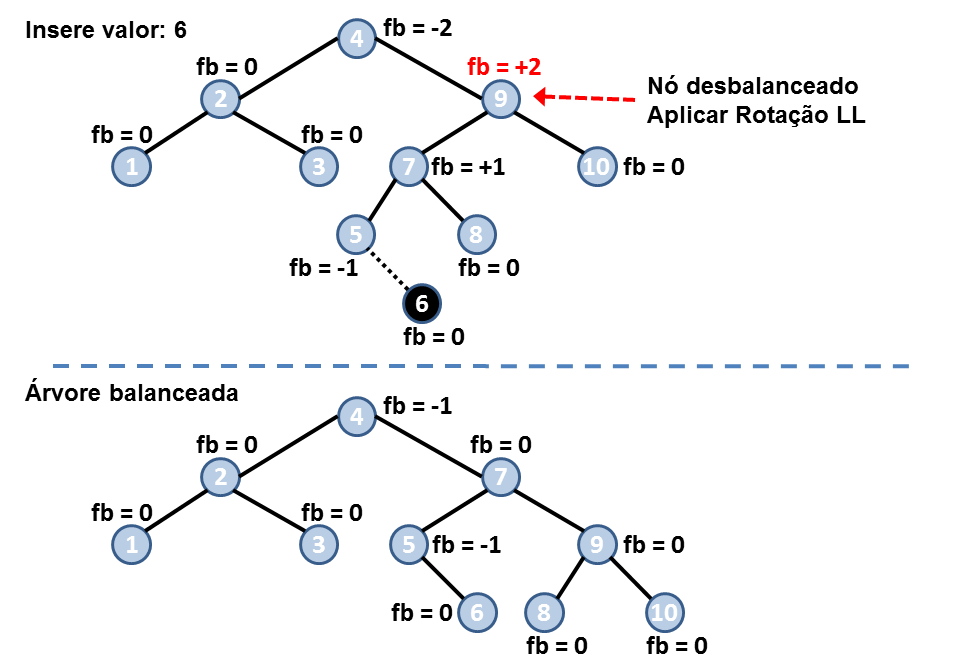 Insere valor: 6
4 fb = -2
fb = 0 fb = +2
2 9 Nó desbalanceado
Aplicar Rotação LL
fb = 0 fb = 0
1 3 7 fb = +1 10 fb = 0
5 8
fb = -1 fb = 0
6
fb = 0
Árvore balanceada
4 fb = -1
fb = 0 fb = 0
2 7
fb = 0 fb = 0
1 3 5 fb = -1 9 fb = 0
fb = 0 6 8 10
fb = 0 fb = 0